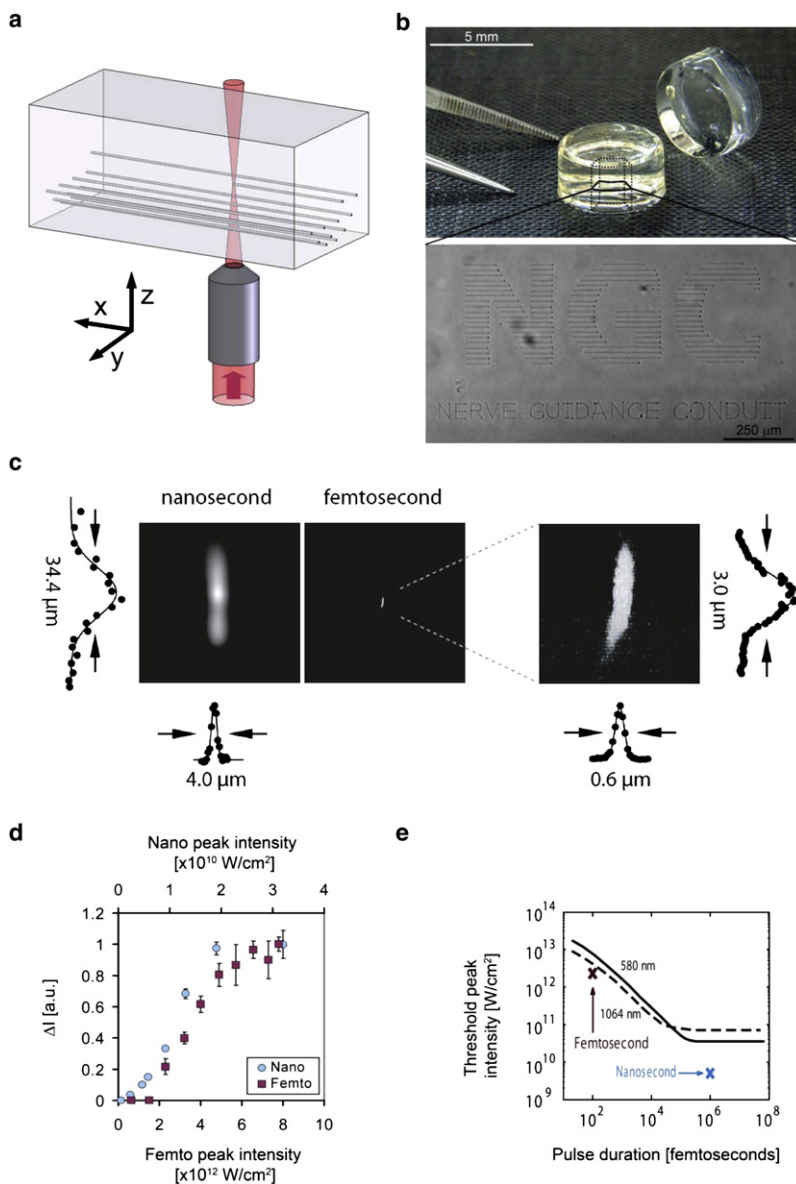 a
z
x
y
b
5 mm
NGC
NERVE GUIDANCE CONDUIT
250 µm
c
nanosecond
femtosecond
34.4 µm
4.0 µm
3.0 µm
0.6 µm
d
Nano peak intensity
[x10¹⁰ W/cm²]
0 1 2 3 4
ΔI [a.u.]
1.2
1
0.8
0.6
0.4
0.2
0
Nano
Femto
0 2 4 6 8 10
Femto peak intensity
[x10¹² W/cm²]
e
Threshold peak
intensity [W/cm²]
10¹⁴
10¹³
10¹²
10¹¹
10¹⁰
10⁹
580 nm
1064 nm
Femtosecond
Nanosecond
10² 10⁴ 10⁶ 10⁸
Pulse duration [femtoseconds]